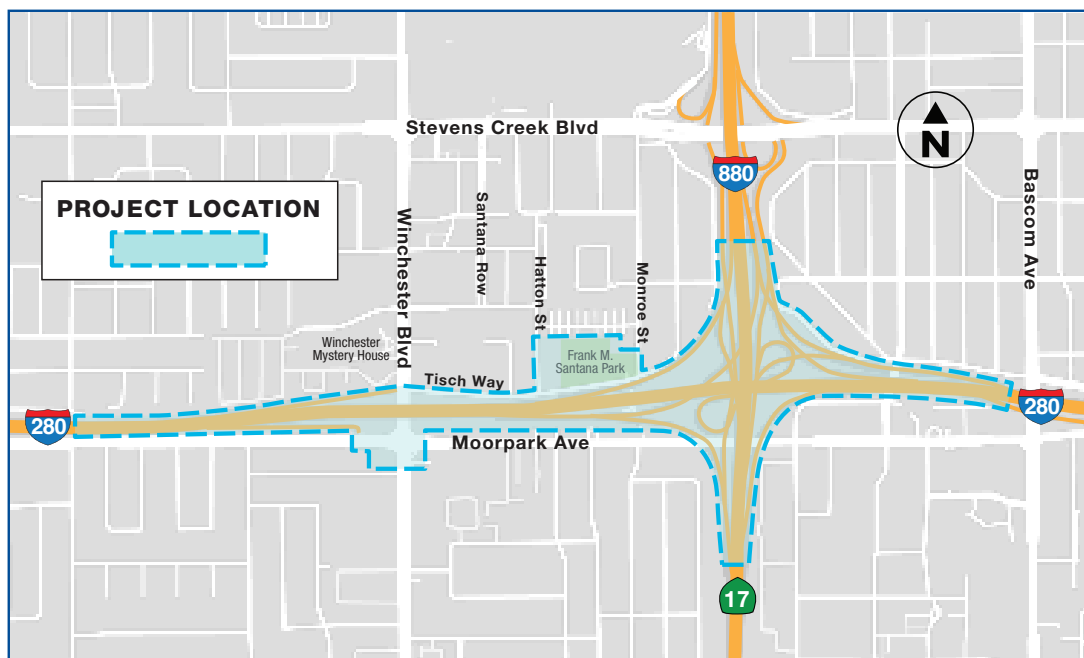 Stevens Creek Blvd
N
880
PROJECT LOCATION
Winchester Blvd
Santana Row
Hatton St
Monroe St
Bascom Ave
Winchester
Mystery House
Frank M.
Santana Park
Tisch Way
280
280
Moorpark Ave
17